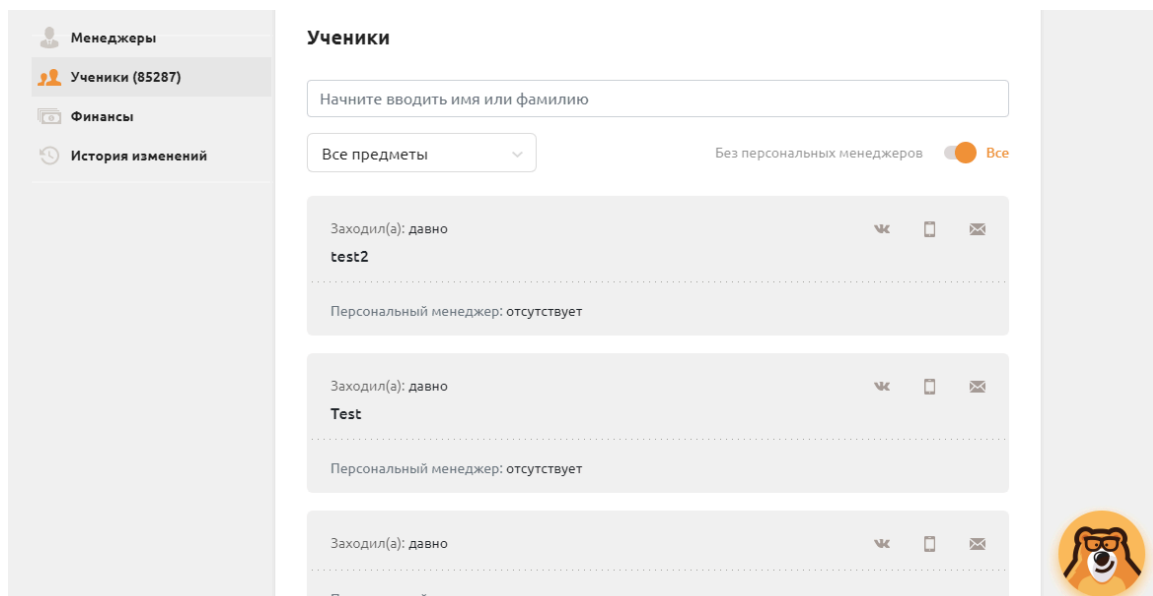 Менеджеры
Ученики (85287)
Финансы
История изменений
Ученики
Начните вводить имя или фамилию
Все предметы
Без персональных менеджеров Все
Заходил(а): давно
test2
Персональный менеджер: отсутствует
Заходил(а): давно
Test
Персональный менеджер: отсутствует
Заходил(а): давно